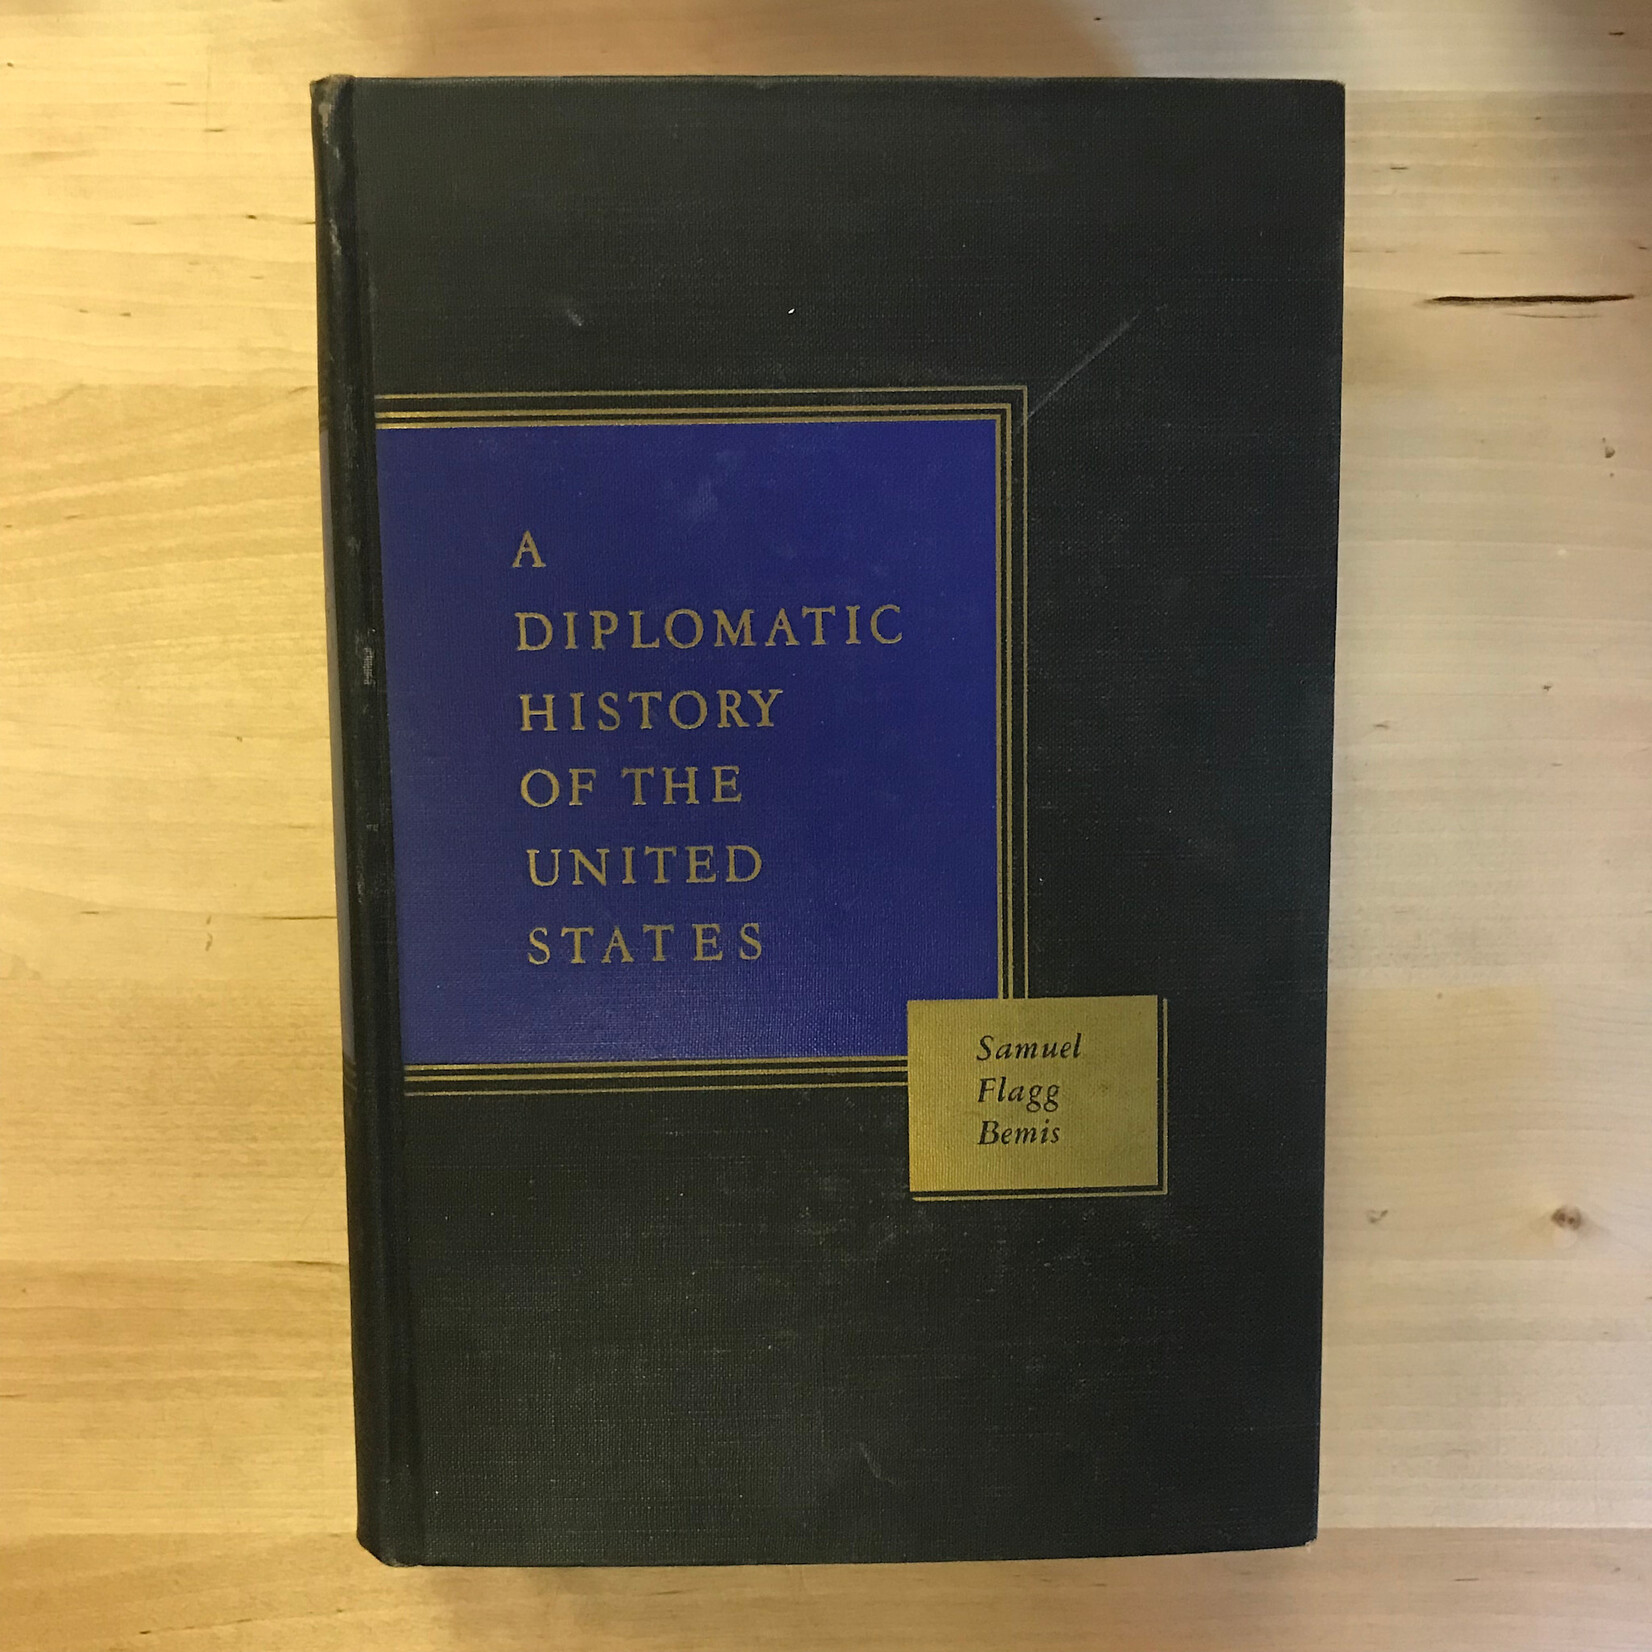 A
DIPLOMATIC
HISTORY
OF THE
UNITED
STATES
Samuel
Flagg
Bemis